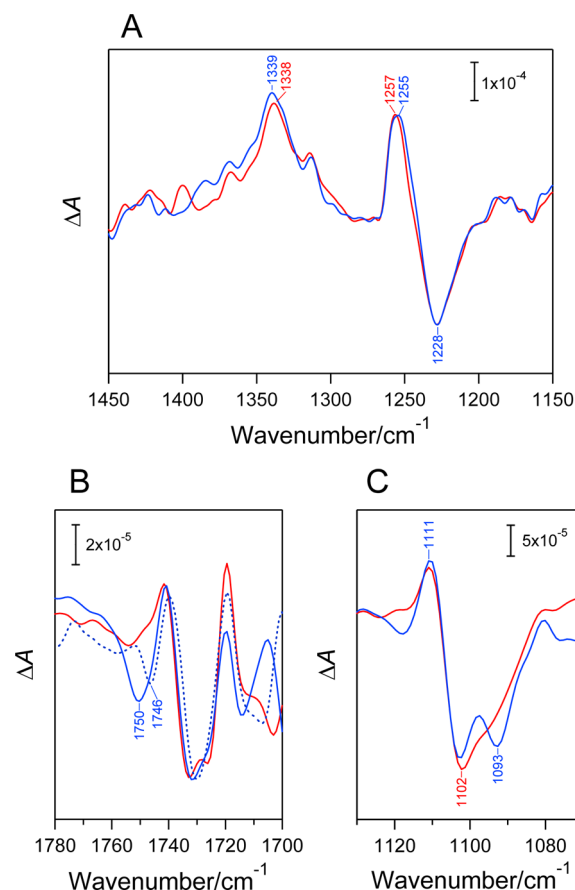 A
1339
1338
1257
1255
1x10-4
ΔA
1228
1450 1400 1350 1300 1250 1200 1150
Wavenumber/cm-1
B
C
2x10-5
1111
5x10-5
ΔA
ΔA
1750
1746
1102
1093
1780 1760 1740 1720 1700
1120 1100 1080
Wavenumber/cm-1
Wavenumber/cm-1